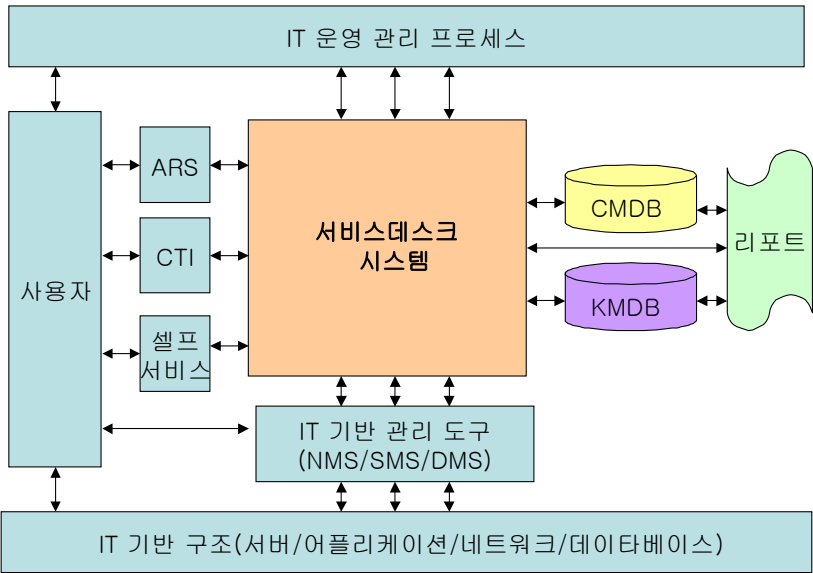 IT 운영 관리 프로세스
사용자
ARS
CTI
셀프
서비스
서비스데스크
시스템
CMDB
KMDB
리포트
IT 기반 관리 도구
(NMS/SMS/DMS)
IT 기반 구조(서버/어플리케이션/네트워크/데이타베이스)